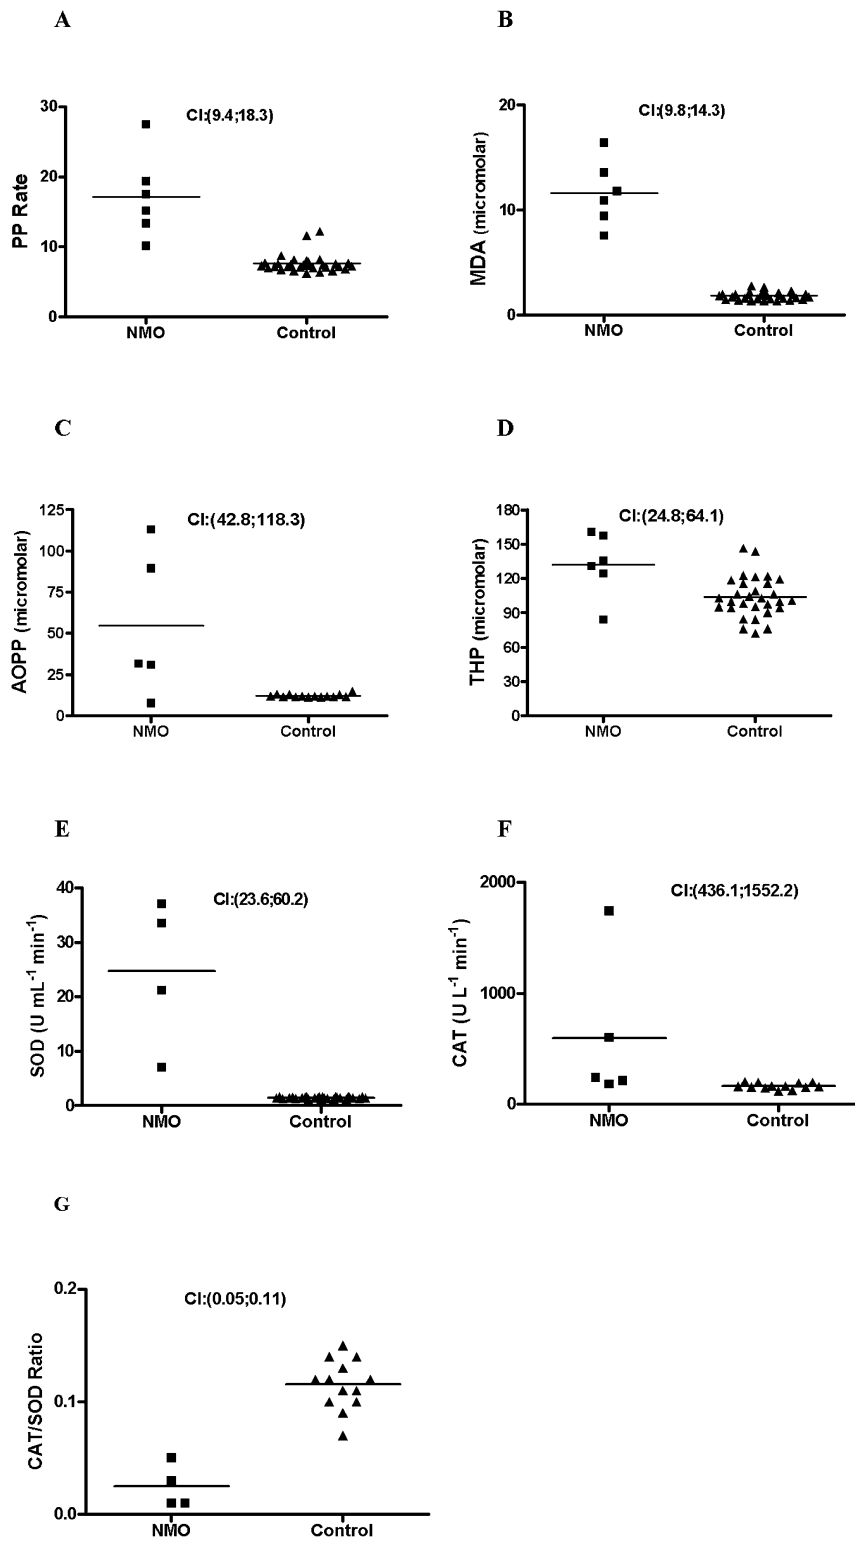 A
CI:(9.4;18.3)
PP Rate
30
20
10
0
NMO Control
B
CI:(9.8;14.3)
MDA (micromolar)
20
10
0
NMO Control
C
CI:(42.8;118.3)
AOPP (micromolar)
125
100
75
50
25
0
NMO Control
D
CI:(24.8;64.1)
THP (micromolar)
180
150
120
90
60
30
0
NMO Control
E
CI:(23.6;60.2)
SOD (U mL⁻¹ min⁻¹)
40
30
20
10
0
NMO Control
F
CI:(436.1;1552.2)
CAT (U L⁻¹ min⁻¹)
2000
1000
0
NMO Control
G
CI:(0.05;0.11)
CAT/SOD Ratio
0.2
0.1
0.0
NMO Control